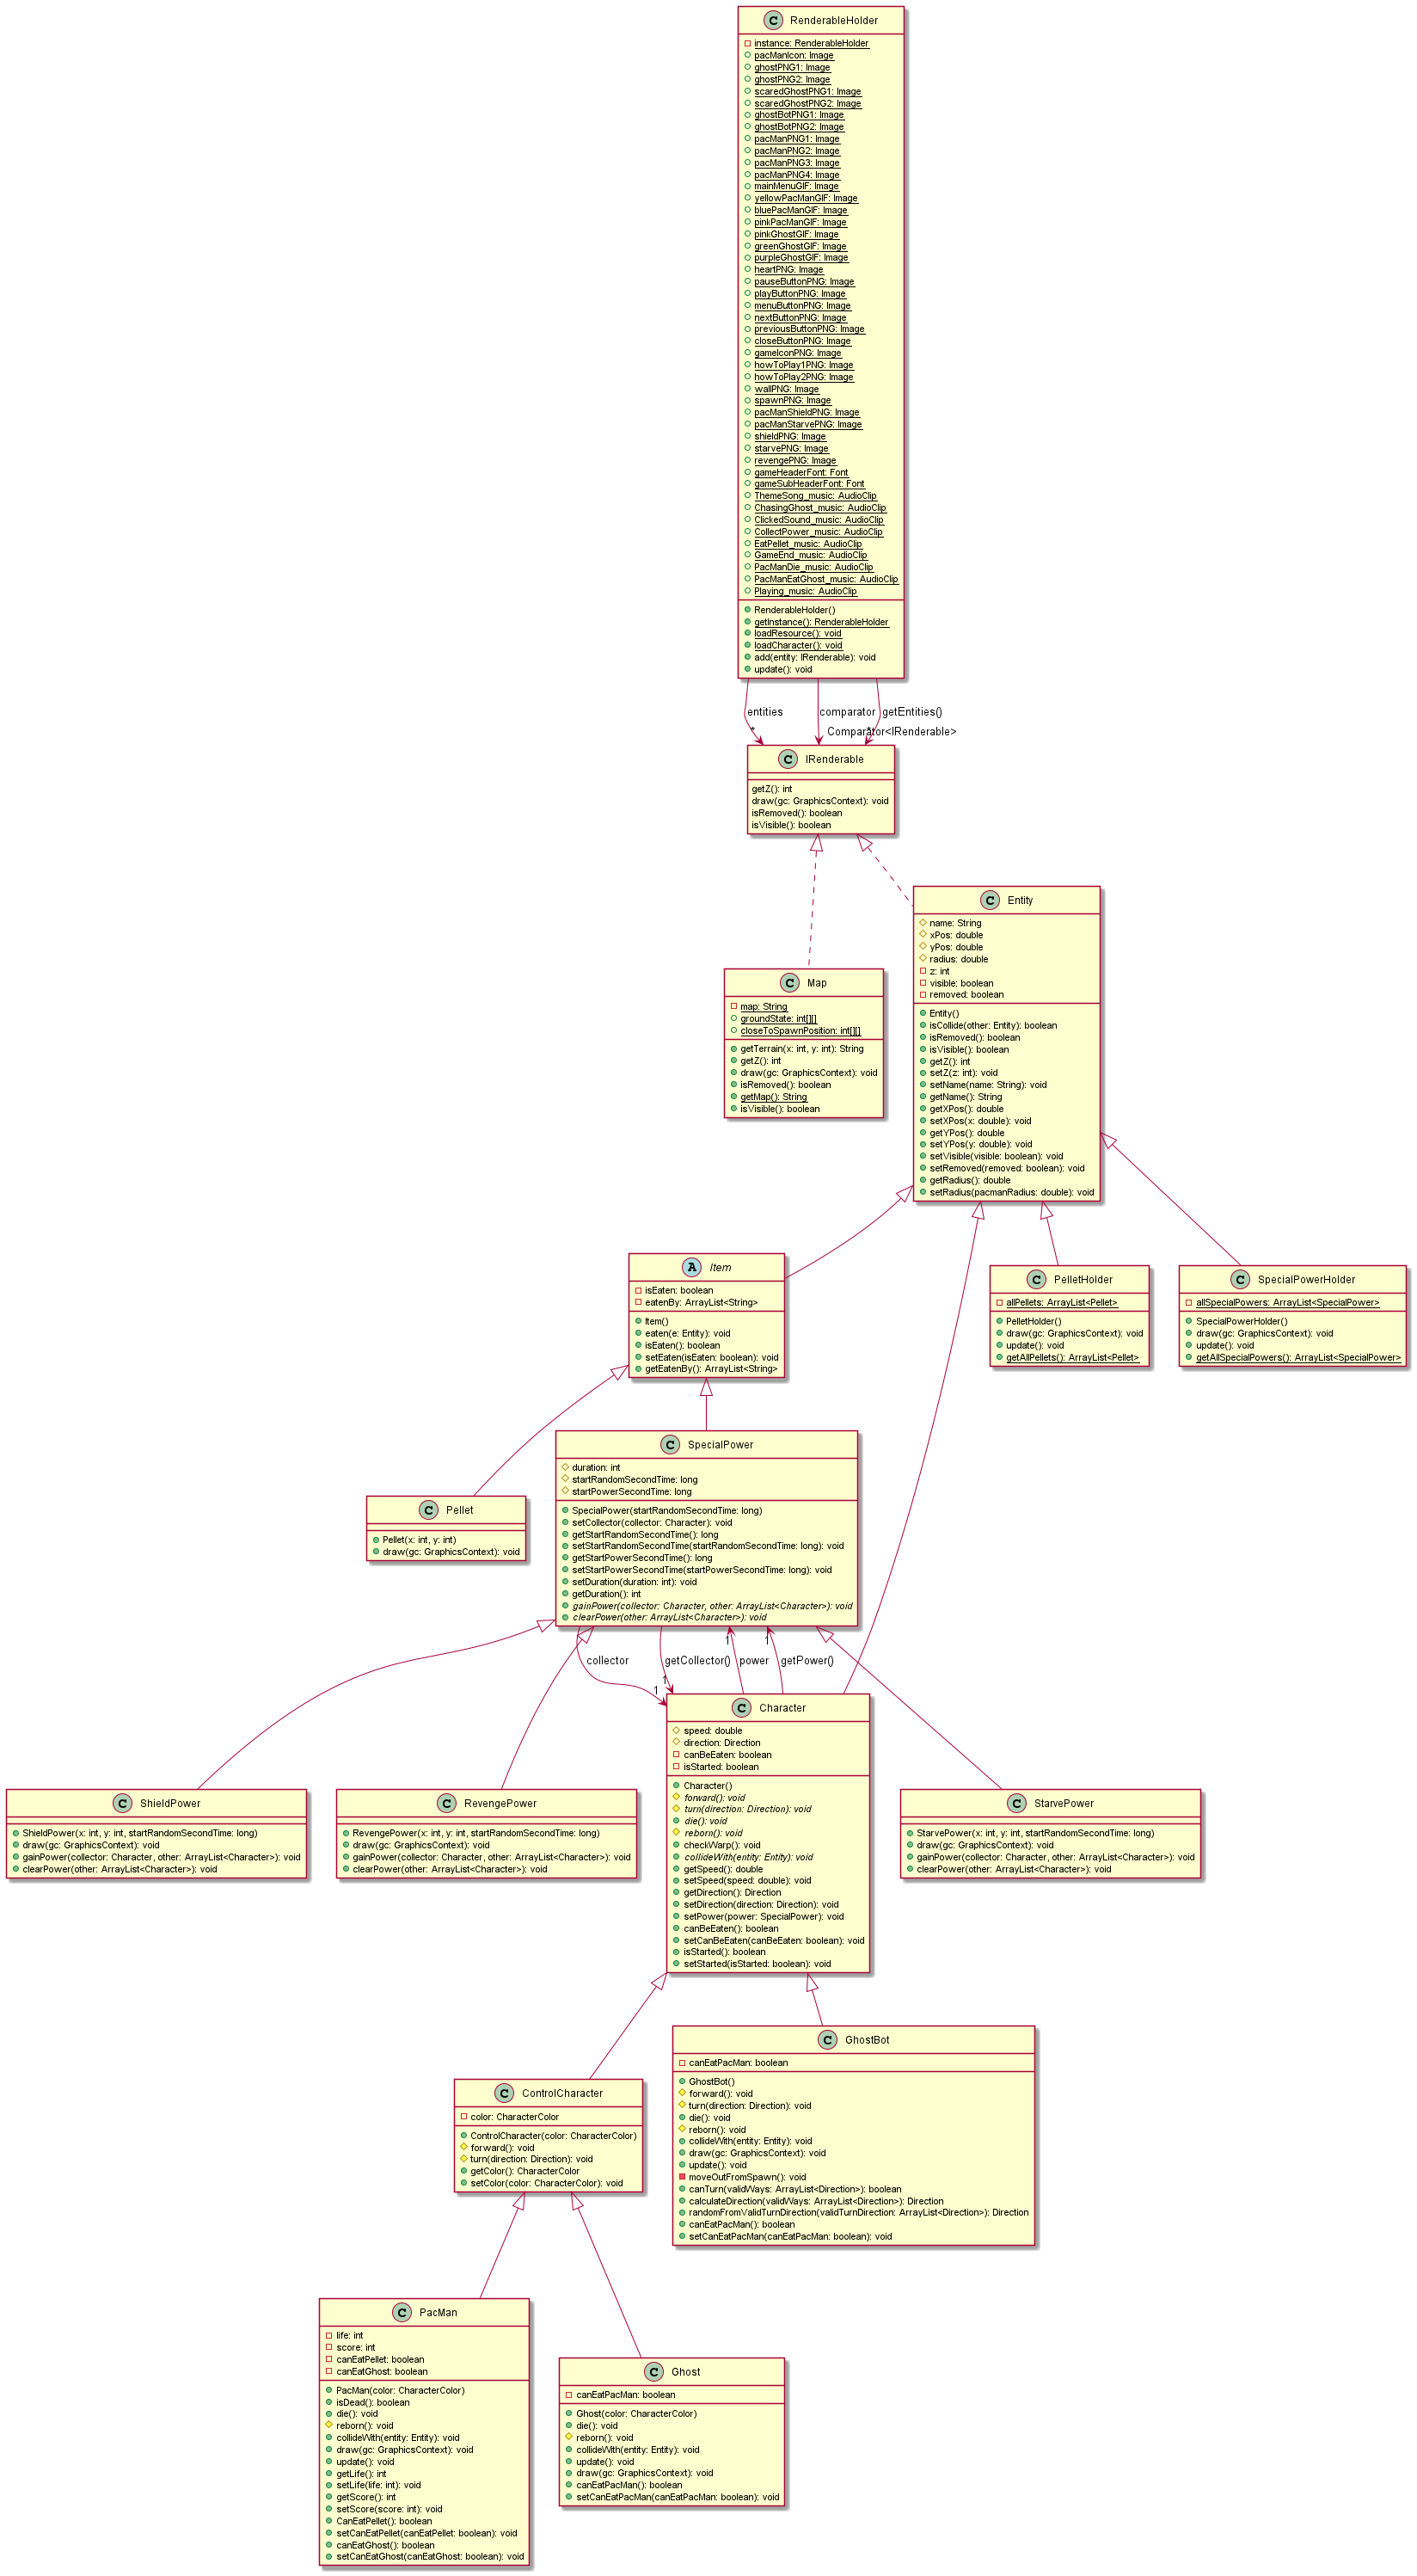 RenderableHolder
instance: RenderableHolder
pacManIcon: Image
ghostPNG1: Image
ghostPNG2: Image
scaredGhostPNG1: Image
scaredGhostPNG2: Image
ghostBotPNG1: Image
ghostBotPNG2: Image
pacManPNG1: Image
pacManPNG2: Image
pacManPNG3: Image
pacManPNG4: Image
mainMenuGIF: Image
yellowPacManGIF: Image
bluePacManGIF: Image
pinkPacManGIF: Image
pinkGhostGIF: Image
greenGhostGIF: Image
purpleGhostGIF: Image
heartPNG: Image
pauseButtonPNG: Image
playButtonPNG: Image
menuButtonPNG: Image
nextButtonPNG: Image
previousButtonPNG: Image
closeButtonPNG: Image
gameIconPNG: Image
howToPlay1PNG: Image
howToPlay2PNG: Image
wallPNG: Image
spawnPNG: Image
pacManShieldPNG: Image
pacManStarvePNG: Image
shieldPNG: Image
starvePNG: Image
revengePNG: Image
gameHeaderFont: Font
gameSubHeaderFont: Font
ThemeSong_music: AudioClip
ChasingGhost_music: AudioClip
ClickedSound_music: AudioClip
CollectPower_music: AudioClip
EatPellet_music: AudioClip
GameEnd_music: AudioClip
PacManDie_music: AudioClip
PacManEatGhost_music: AudioClip
Playing_music: AudioClip
RenderableHolder()
getInstance(): RenderableHolder
loadResource(): void
loadCharacter(): void
add(entity: IRenderable): void
update(): void
entities
comparator
getEntities()
*
Comparator<IRenderable>
*
C IRenderable
getZ(): int
draw(gc: GraphicsContext): void
isRemoved(): boolean
isVisible(): boolean
C Entity
name: String
xPos: double
yPos: double
radius: double
z: int
visible: boolean
removed: boolean
Entity()
isCollide(other: Entity): boolean
isRemoved(): boolean
isVisible(): boolean
getZ(): int
setZ(z: int): void
setName(name: String): void
getName(): String
getXPos(): double
setXPos(x: double): void
getYPos(): double
setYPos(y: double): void
setVisible(visible: boolean): void
setRemoved(removed: boolean): void
getRadius(): double
setRadius(pacmanRadius: double): void
C Map
map: String
groundState: int[][]
closeToSpawnPosition: int[][]
getTerrain(x: int, y: int): String
getZ(): int
draw(gc: GraphicsContext): void
isRemoved(): boolean
getMap(): String
isVisible(): boolean
A Item
isEaten: boolean
eatenBy: ArrayList<String>
Item()
eaten(e: Entity): void
isEaten(): boolean
setEaten(isEaten: boolean): void
getEatenBy(): ArrayList<String>
C PelletHolder
allPellets: ArrayList<Pellet>
PelletHolder()
draw(gc: GraphicsContext): void
update(): void
getAllPellets(): ArrayList<Pellet>
C SpecialPowerHolder
allSpecialPowers: ArrayList<SpecialPower>
SpecialPowerHolder()
draw(gc: GraphicsContext): void
update(): void
getAllSpecialPowers(): ArrayList<SpecialPower>
C Pellet
Pellet(x: int, y: int)
draw(gc: GraphicsContext): void
C SpecialPower
duration: int
startRandomSecondTime: long
startPowerSecondTime: long
SpecialPower(startRandomSecondTime: long)
setCollector(collector: Character): void
getStartRandomSecondTime(): long
setStartRandomSecondTime(startRandomSecondTime: long): void
getStartPowerSecondTime(): long
setStartPowerSecondTime(startPowerSecondTime: long): void
setDuration(duration: int): void
getDuration(): int
gainPower(collector: Character, other: ArrayList<Character>): void
clearPower(other: ArrayList<Character>): void
1 1
collector
getCollector()
power
getPower()
1
1
C ShieldPower
ShieldPower(x: int, y: int, startRandomSecondTime: long)
draw(gc: GraphicsContext): void
gainPower(collector: Character, other: ArrayList<Character>): void
clearPower(other: ArrayList<Character>): void
C RevengePower
RevengePower(x: int, y: int, startRandomSecondTime: long)
draw(gc: GraphicsContext): void
gainPower(collector: Character, other: ArrayList<Character>): void
clearPower(other: ArrayList<Character>): void
C Character
speed: double
direction: Direction
canBeEaten: boolean
isStarted: boolean
Character()
forward(): void
turn(direction: Direction): void
die(): void
reborn(): void
checkWarp(): void
collideWith(entity: Entity): void
getSpeed(): double
setSpeed(speed: double): void
getDirection(): Direction
setDirection(direction: Direction): void
setPower(power: SpecialPower): void
canBeEaten(): boolean
setCanBeEaten(canBeEaten: boolean): void
isStarted(): boolean
setStarted(isStarted: boolean): void
C StarvePower
StarvePower(x: int, y: int, startRandomSecondTime: long)
draw(gc: GraphicsContext): void
gainPower(collector: Character, other: ArrayList<Character>): void
clearPower(other: ArrayList<Character>): void
C ControlCharacter
color: CharacterColor
ControlCharacter(color: CharacterColor)
forward(): void
turn(direction: Direction): void
getColor(): CharacterColor
setColor(color: CharacterColor): void
C GhostBot
canEatPacMan: boolean
GhostBot()
forward(): void
turn(direction: Direction): void
die(): void
reborn(): void
collideWith(entity: Entity): void
draw(gc: GraphicsContext): void
update(): void
moveOutFromSpawn(): void
canTurn(validWays: ArrayList<Direction>): boolean
calculateDirection(validWays: ArrayList<Direction>): Direction
randomFromValidTurnDirection(validTurnDirection: ArrayList<Direction>): Direction
canEatPacMan(): boolean
setCanEatPacMan(canEatPacMan: boolean): void
C PacMan
life: int
score: int
canEatPellet: boolean
canEatGhost: boolean
PacMan(color: CharacterColor)
isDead(): boolean
die(): void
reborn(): void
collideWith(entity: Entity): void
draw(gc: GraphicsContext): void
update(): void
getLife(): int
setLife(life: int): void
getScore(): int
setScore(score: int): void
CanEatPellet(): boolean
setCanEatPellet(canEatPellet: boolean): void
canEatGhost(): boolean
setCanEatGhost(canEatGhost: boolean): void
C Ghost
canEatPacMan: boolean
Ghost(color: CharacterColor)
die(): void
reborn(): void
collideWith(entity: Entity): void
update(): void
draw(gc: GraphicsContext): void
canEatPacMan(): boolean
setCanEatPacMan(canEatPacMan: boolean): void